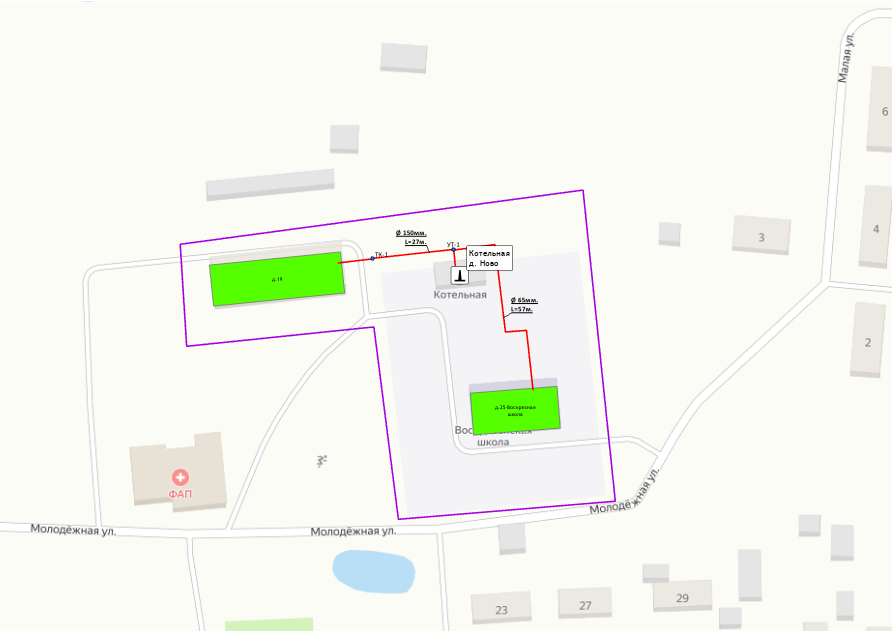 Малая ул.
6
4
3
2
Ø 150мм.
L=27м.
ТК-1
УТ-1
Котельная
д. Ново
Котельная
д.18
Ø 65мм.
L=57м.
д.25-Воскресная
школа
школа
ФАП
Молодёжная ул.
Молодёжная ул.
Молодёжная ул.
23
27
29